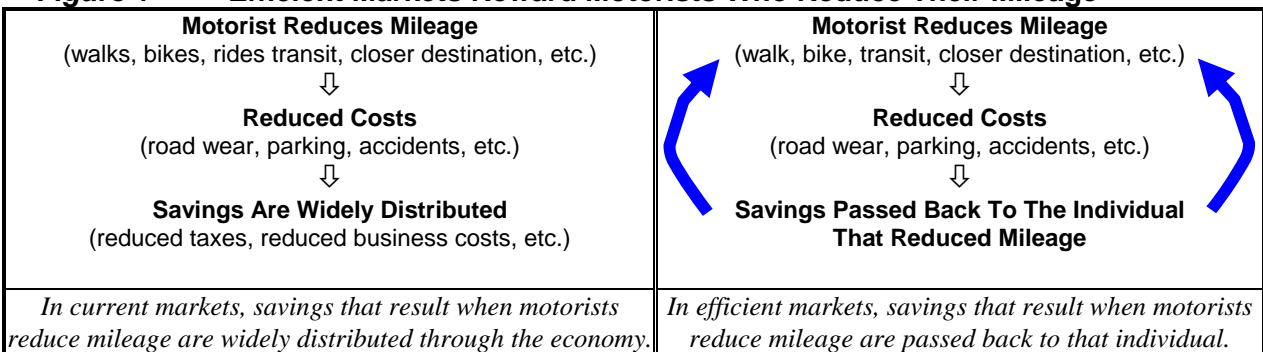 Motorist Reduces Mileage
(walks, bikes, rides transit, closer destination, etc.)
⇩
Reduced Costs
(road wear, parking, accidents, etc.)
⇩
Savings Are Widely Distributed
(reduced taxes, reduced business costs, etc.)
In current markets, savings that result when motorists
reduce mileage are widely distributed through the economy.
Motorist Reduces Mileage
(walk, bike, transit, closer destination, etc.)
⇩
Reduced Costs
(road wear, parking, accidents, etc.)
⇩
Savings Passed Back To The Individual
That Reduced Mileage
In efficient markets, savings that result when motorists
reduce mileage are passed back to that individual.